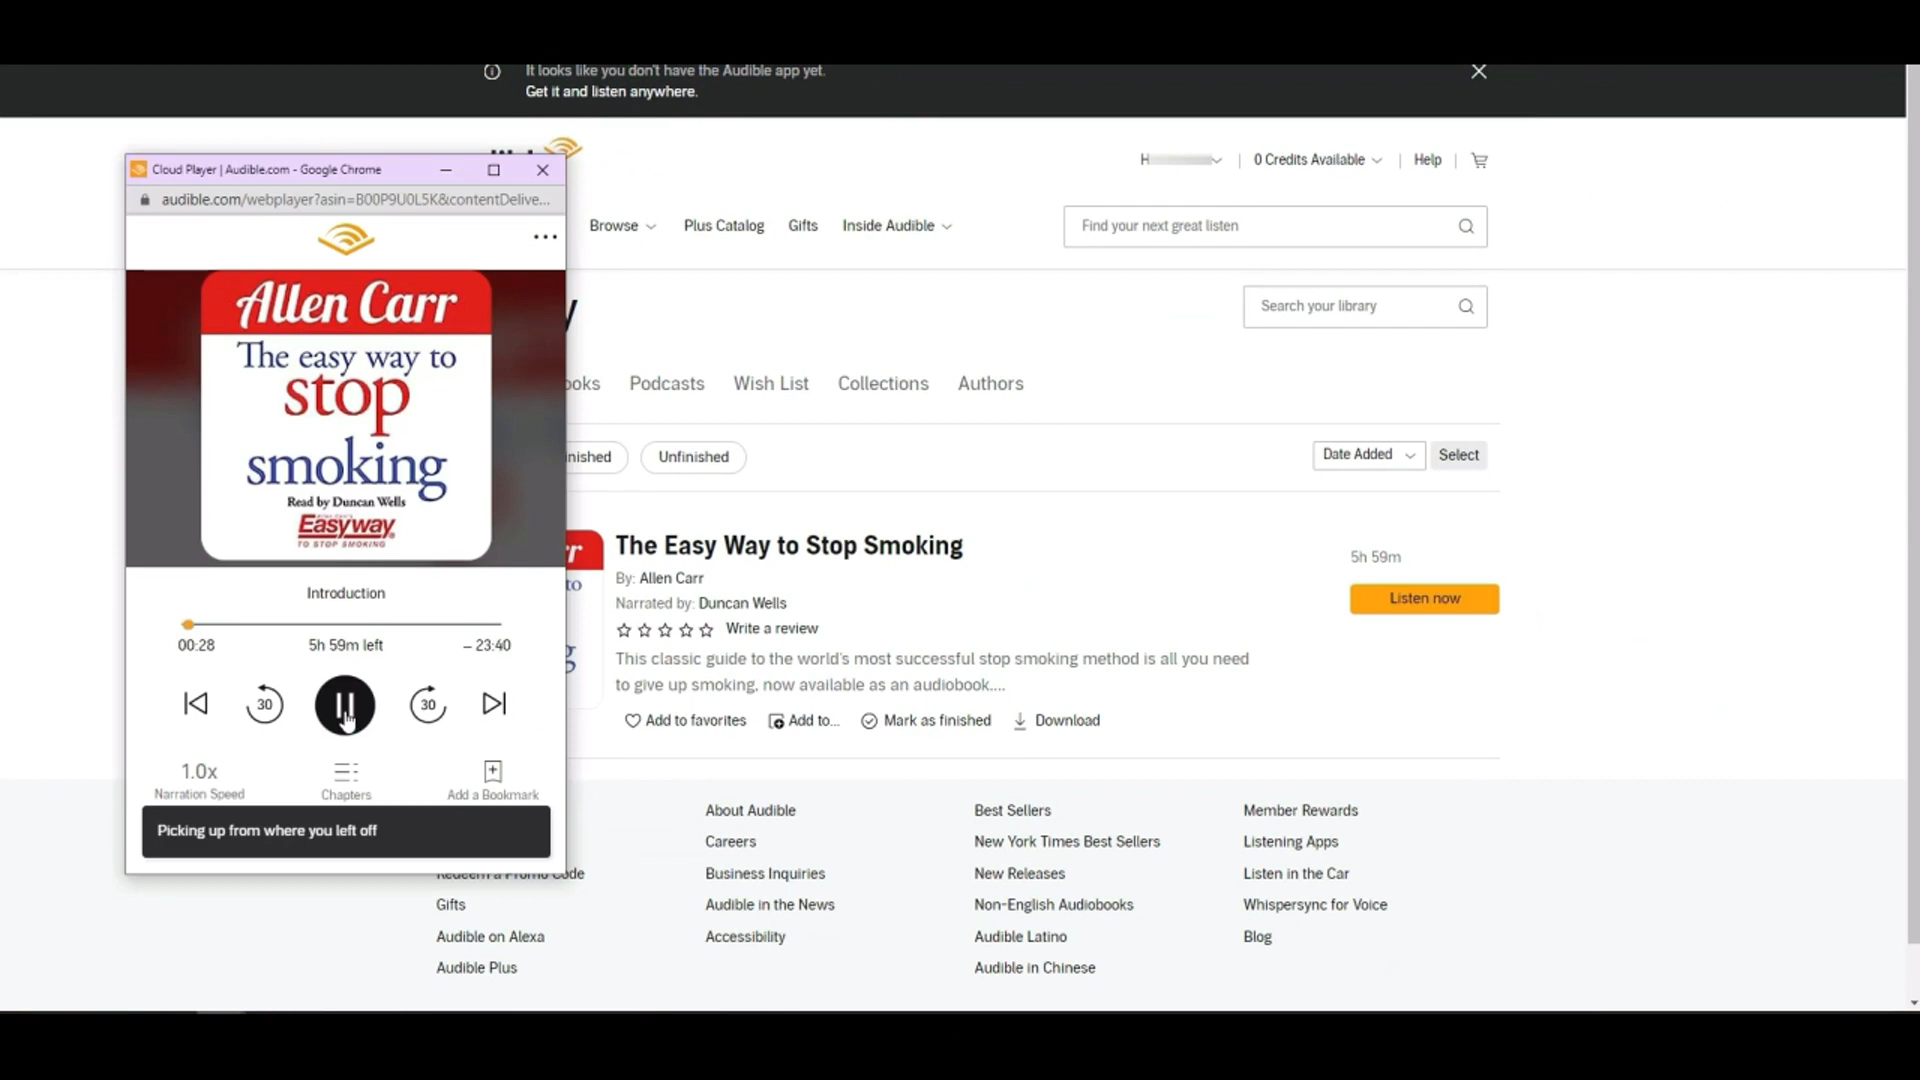 It looks like you don't have the Audible app yet.
Get it and listen anywhere.
Cloud Player | Audible.com - Google Chrome
audible.com/webplayer?asin=B00P9U0L5K&contentDelive...
H
0 Credits Available
Help
Browse
Plus Catalog
Gifts
Inside Audible
Find your next great listen
Search your library
Podcasts
Wish List
Collections
Authors
Unfinished
Date Added
Select
Allen Carr
The easy way to
stop
smoking
Read by Duncan Wells
Easyway
TO STOP SMOKING
Introduction
00:28
5h 59m left
– 23:40
30
30
1.0x
Narration Speed
Chapters
Add a Bookmark
Picking up from where you left off
The Easy Way to Stop Smoking
By: Allen Carr
Narrated by: Duncan Wells
Write a review
This classic guide to the world's most successful stop smoking method is all you need
to give up smoking, now available as an audiobook....
Add to favorites
Add to...
Mark as finished
Download
5h 59m
Listen now
Redeem a Promo Code
Gifts
Audible on Alexa
Audible Plus
About Audible
Careers
Business Inquiries
Audible in the News
Accessibility
Best Sellers
New York Times Best Sellers
New Releases
Non-English Audiobooks
Audible Latino
Audible in Chinese
Member Rewards
Listening Apps
Listen in the Car
Whispersync for Voice
Blog